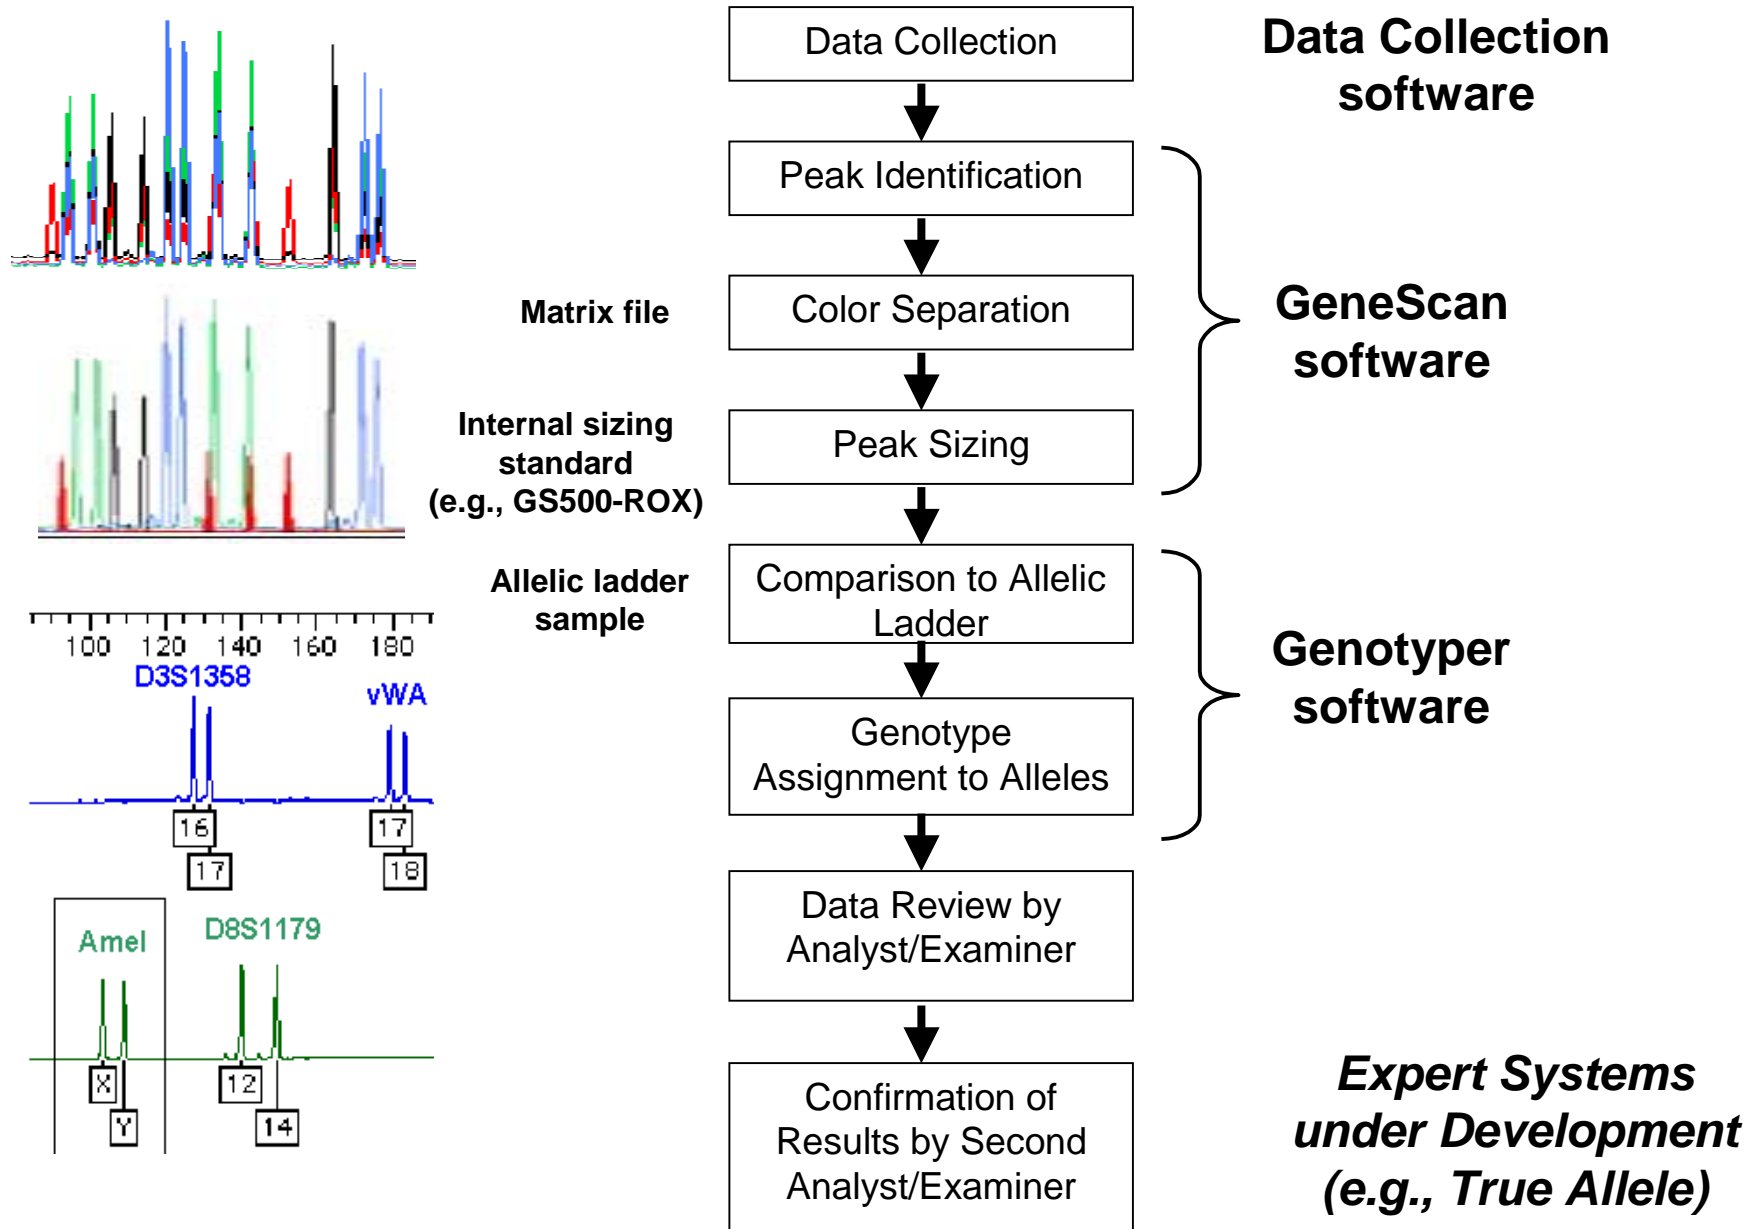 Data Collection
Data Collection
software
Peak Identification
Matrix file
Color Separation
GeneScan
software
Internal sizing
standard
(e.g., GS500-ROX)
Peak Sizing
Allelic ladder
sample
Comparison to Allelic
Ladder
Genotyper
software
100 120 140 160 180
D3S1358
vWA
16
17
17
18
Genotype
Assignment to Alleles
Amel
D8S1179
X
Y
12
14
Data Review by
Analyst/Examiner
Confirmation of
Results by Second
Analyst/Examiner
Expert Systems
under Development
(e.g., True Allele)